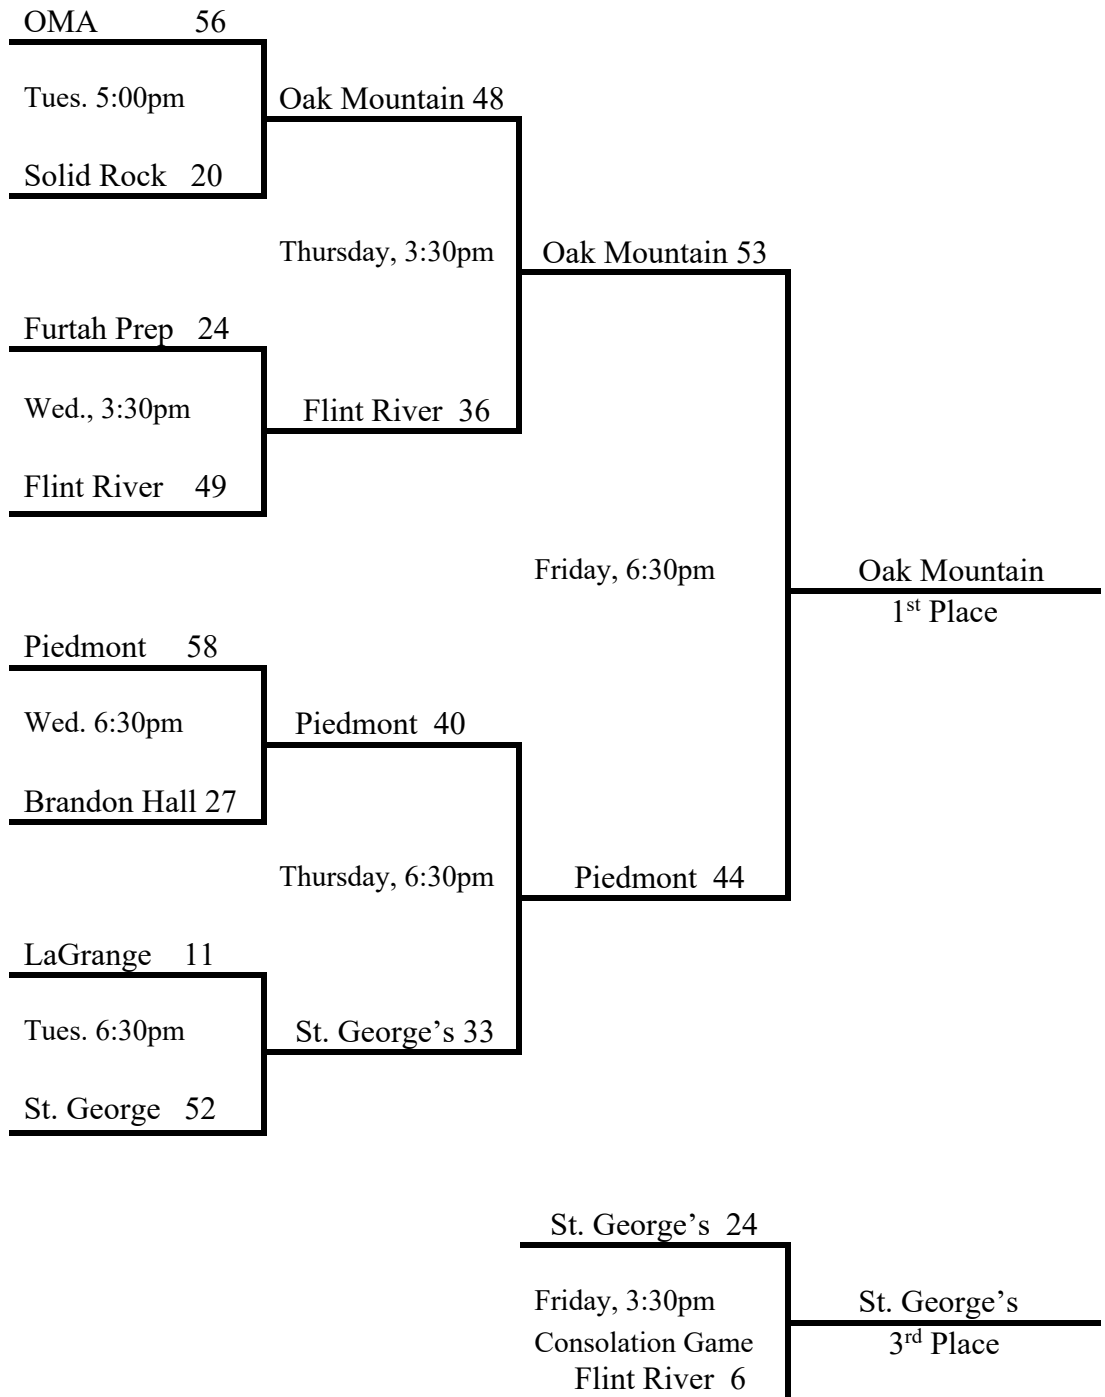 OMA 56
Tues. 5:00pm
Oak Mountain 48
Solid Rock 20
Thursday, 3:30pm
Oak Mountain 53
Furtah Prep 24
Wed., 3:30pm
Flint River 36
Flint River 49
Friday, 6:30pm
Oak Mountain
1st Place
Piedmont 58
Wed. 6:30pm
Piedmont 40
Brandon Hall 27
Thursday, 6:30pm
Piedmont 44
LaGrange 11
Tues. 6:30pm
St. George’s 33
St. George 52
St. George’s 24
Friday, 3:30pm
St. George’s
Consolation Game
3rd Place
Flint River 6